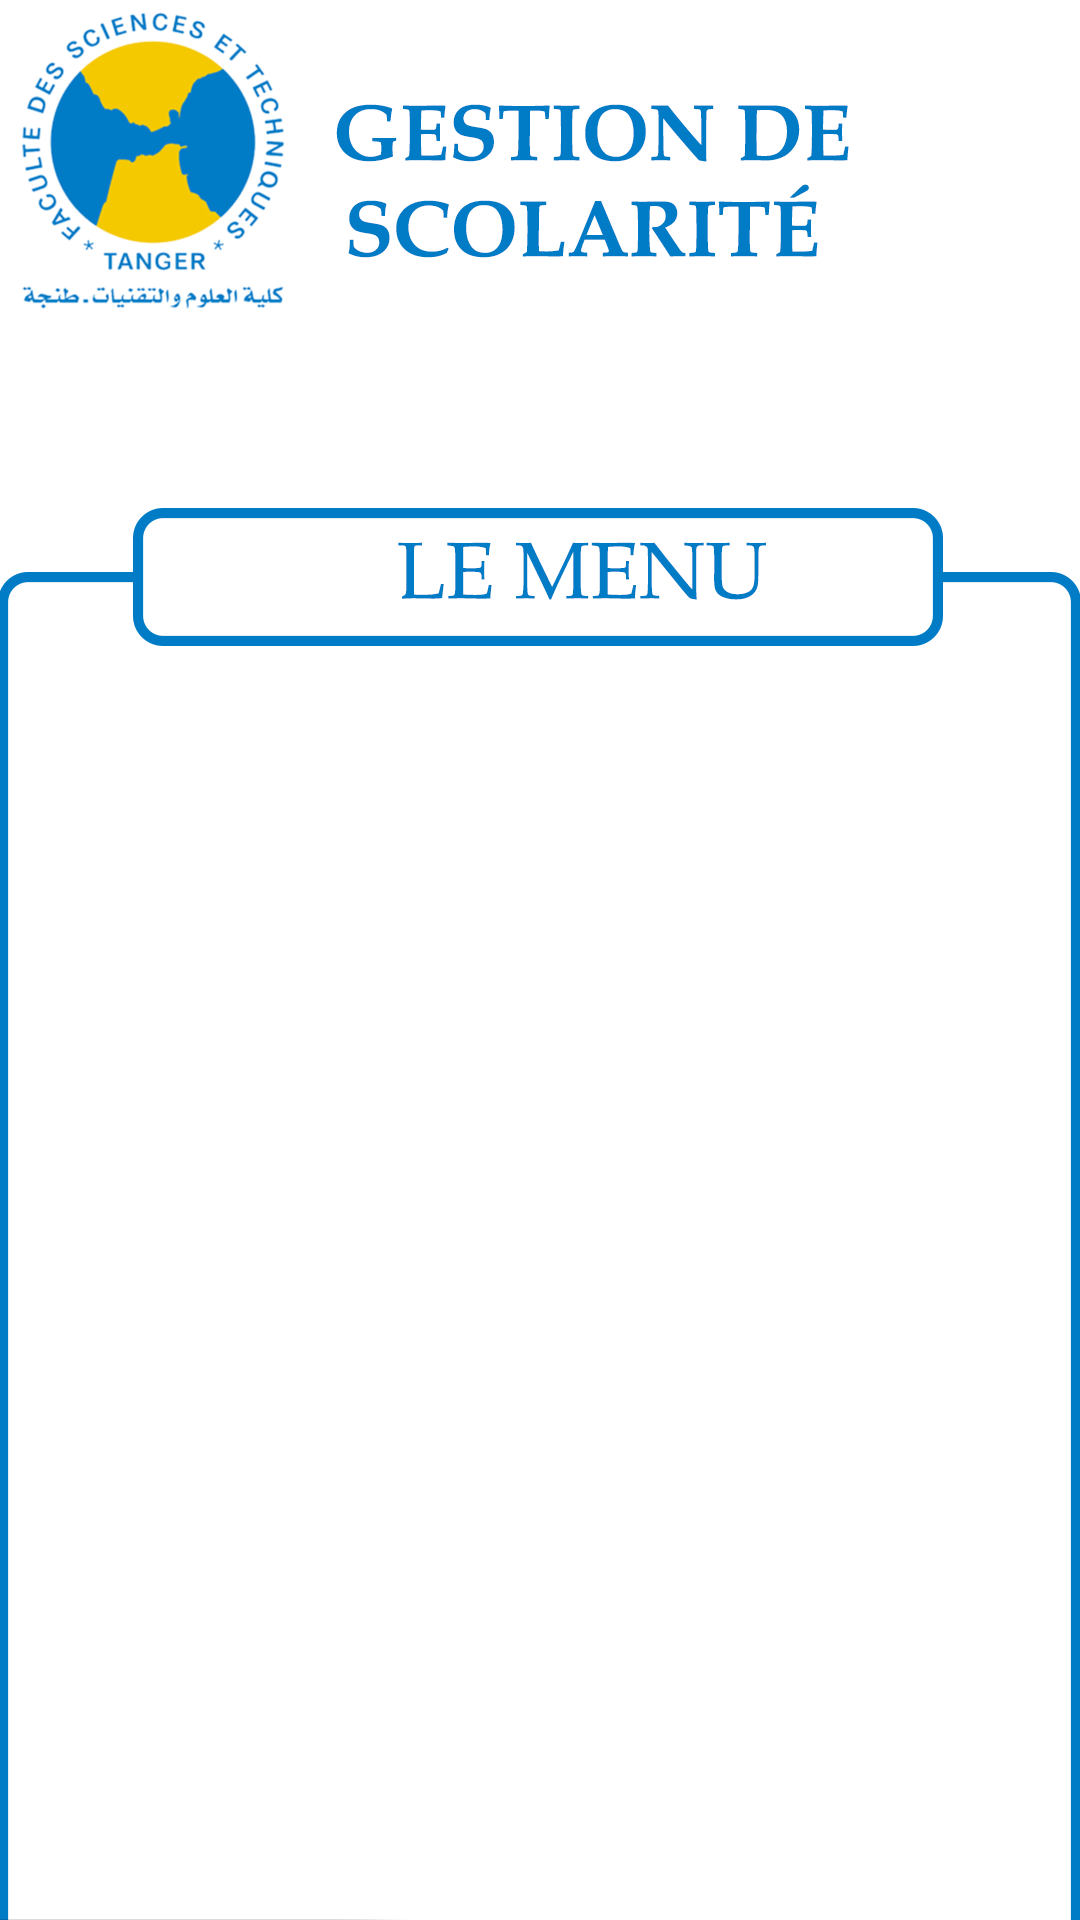 FACULTE DES SCIENCES ET TECHNIQUES
* TANGER *
كلية العلوم والتقنيات ـ طنجة
GESTION DE
SCOLARITÉ
LE MENU